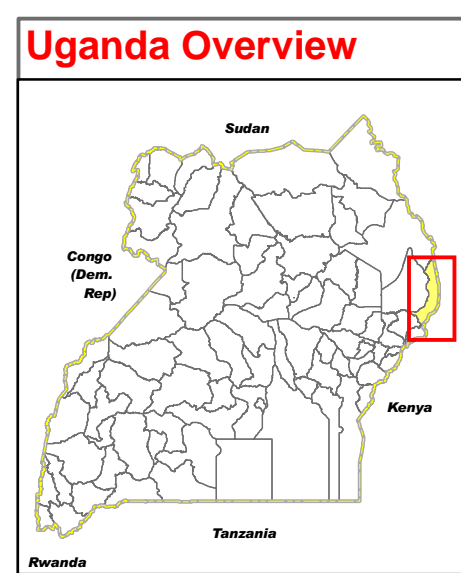 Uganda Overview
Sudan
Congo
(Dem.
Rep)
Kenya
Tanzania
Rwanda